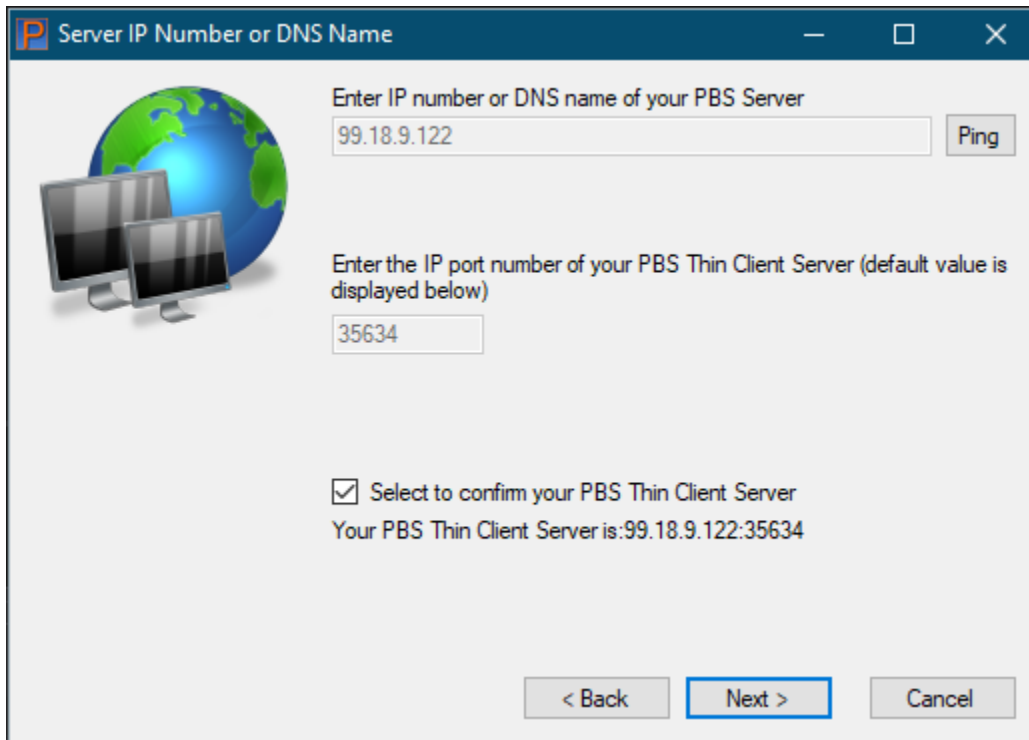 P Server IP Number or DNS Name
Enter IP number or DNS name of your PBS Server
99.18.9.122 Ping
Enter the IP port number of your PBS Thin Client Server (default value is
displayed below)
35634
Select to confirm your PBS Thin Client Server
Your PBS Thin Client Server is:99.18.9.122:35634
< Back Next > Cancel